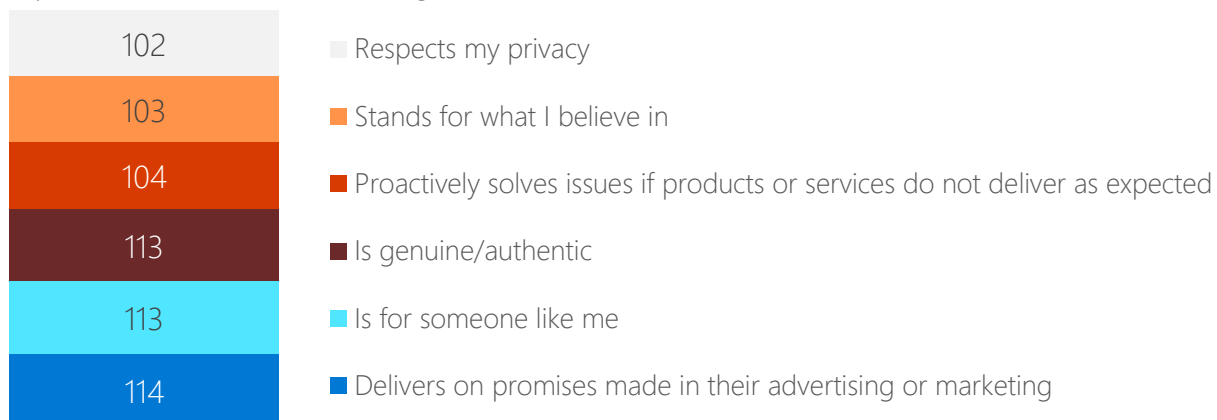 102 Respects my privacy
103 Stands for what I believe in
104 Proactively solves issues if products or services do not deliver as expected
113 Is genuine/authentic
113 Is for someone like me
114 Delivers on promises made in their advertising or marketing